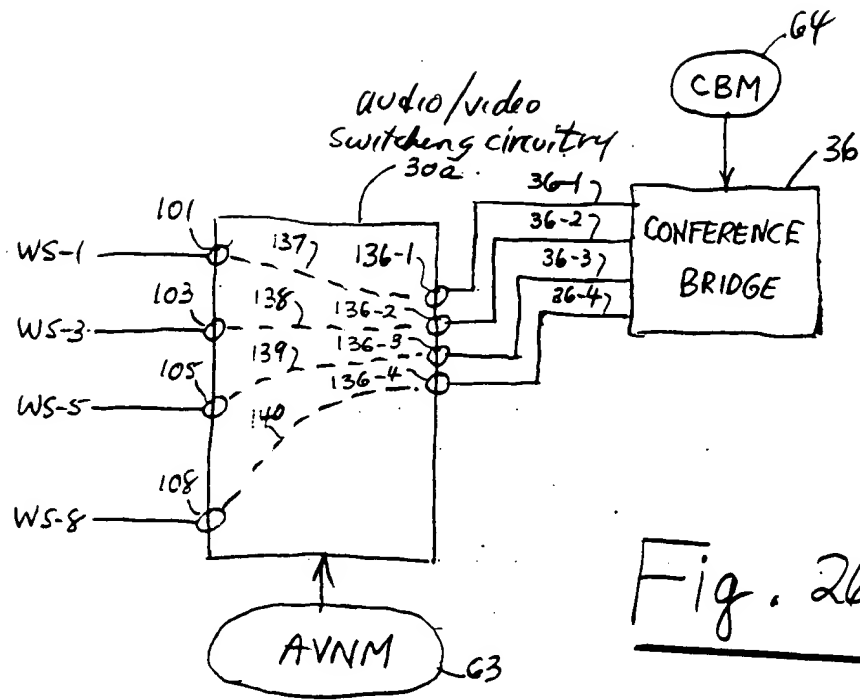 64
CBM
audio/video
switching circuitry
30a
36
36-1
36-2
36-3
36-4
CONFERENCE
BRIDGE
WS-1
101
137
136-1
WS-3
103
138
136-2
136-3
WS-5
105
139
136-4
140
WS-8
108
AVNM
63
Fig. 26